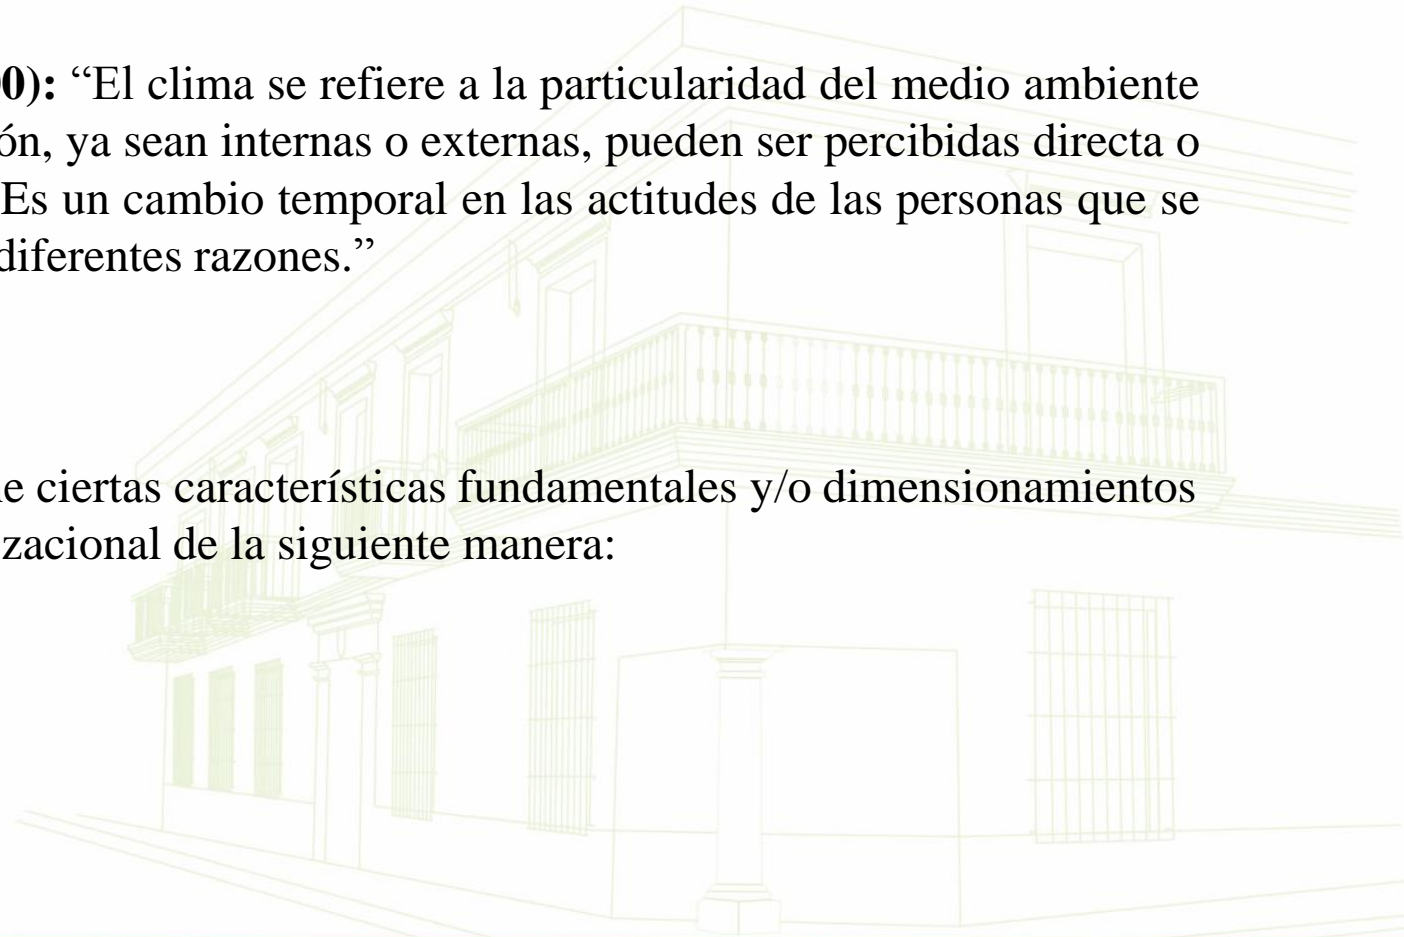 0): “El clima se refiere a la particularidad del medio ambiente
ón, ya sean internas o externas, pueden ser percibidas directa o
Es un cambio temporal en las actitudes de las personas que se
diferentes razones.”
e ciertas características fundamentales y/o dimensionamientos
zacional de la siguiente manera: